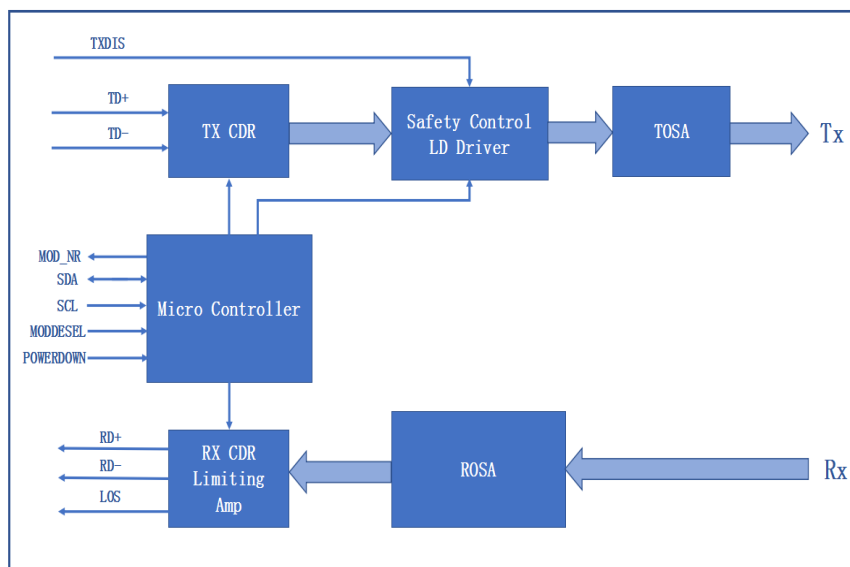 TXDIS
TD+
TD-
TX CDR
Safety Control
LD Driver
TOSA
Tx
MOD_NR
SDA
SCL
MODDESEL
POWERDOWN
Micro Controller
RD+
RD-
LOS
RX CDR
Limiting
Amp
ROSA
Rx